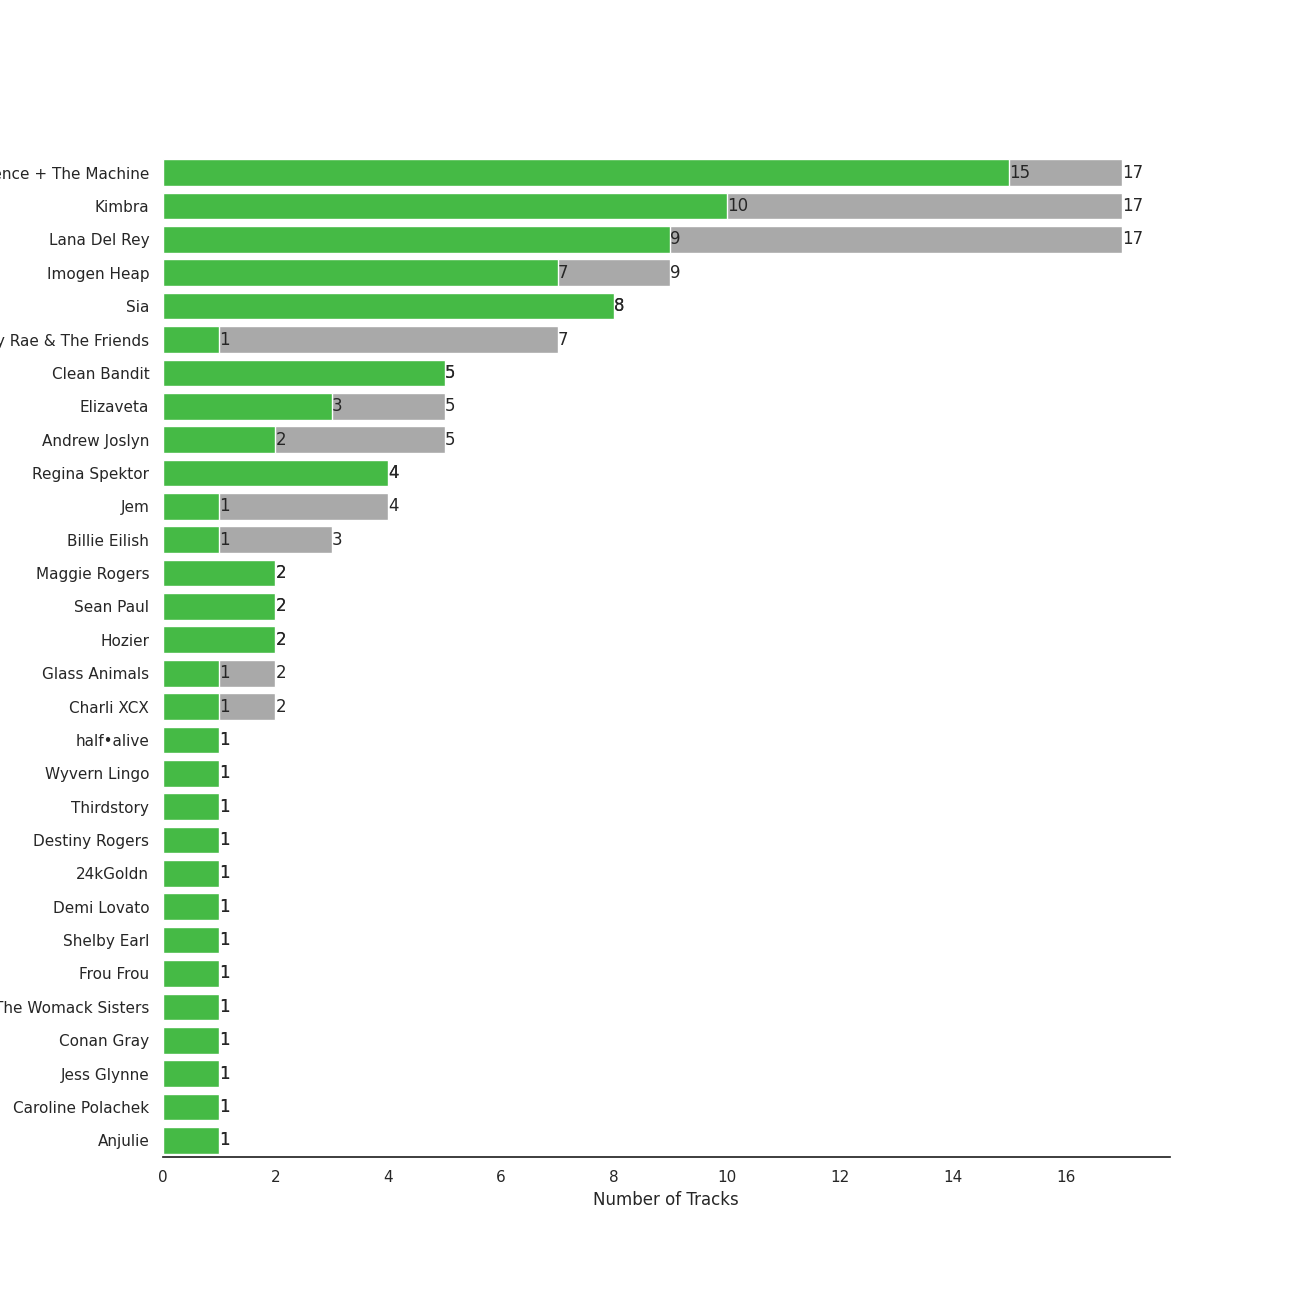 ence + The Machine 15 17
Kimbra 10 17
Lana Del Rey 9 17
Imogen Heap 7 9
Sia 8
y Rae & The Friends 1 7
Clean Bandit 5
Elizaveta 3 5
Andrew Joslyn 2 5
Regina Spektor 4
Jem 1 4
Billie Eilish 1 3
Maggie Rogers 2
Sean Paul 2
Hozier 2
Glass Animals 1 2
Charli XCX 1 2
half•alive 1
Wyvern Lingo 1
Thirdstory 1
Destiny Rogers 1
24kGoldn 1
Demi Lovato 1
Shelby Earl 1
Frou Frou 1
The Womack Sisters 1
Conan Gray 1
Jess Glynne 1
Caroline Polachek 1
Anjulie 1
0 2 4 6 8 10 12 14 16
Number of Tracks